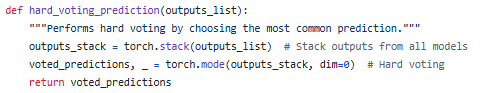 def hard_voting_prediction(outputs_list):
    """Performs hard voting by choosing the most common prediction."""
    outputs_stack = torch.stack(outputs_list)  # Stack outputs from all models
    voted_predictions, _ = torch.mode(outputs_stack, dim=0)  # Hard voting
    return voted_predictions